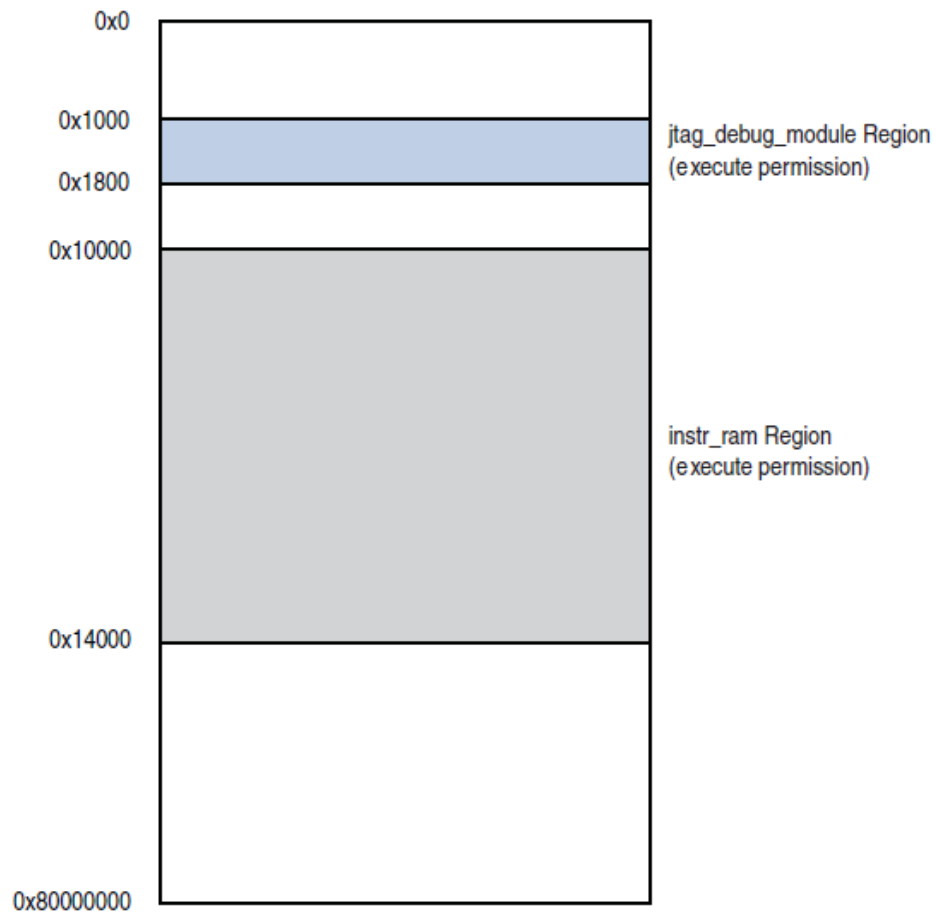 0x0
0x1000
jtag_debug_module Region
(execute permission)
0x1800
0x10000
instr_ram Region
(execute permission)
0x14000
0x80000000